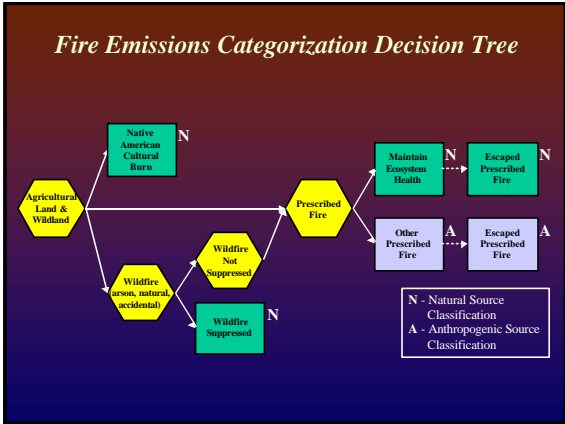 Fire Emissions Categorization Decision Tree
Native
American
Cultural
Burn
N
Agricultural
Land &
Wildland
Wildfire
(arson, natural,
accidental)
Wildfire
Not
Suppressed
Wildfire
Suppressed
N
Prescribed
Fire
Maintain
Ecosystem
Health
N
Escaped
Prescribed
Fire
N
Other
Prescribed
Fire
A
Escaped
Prescribed
Fire
A
N - Natural Source
Classification
A - Anthropogenic Source
Classification